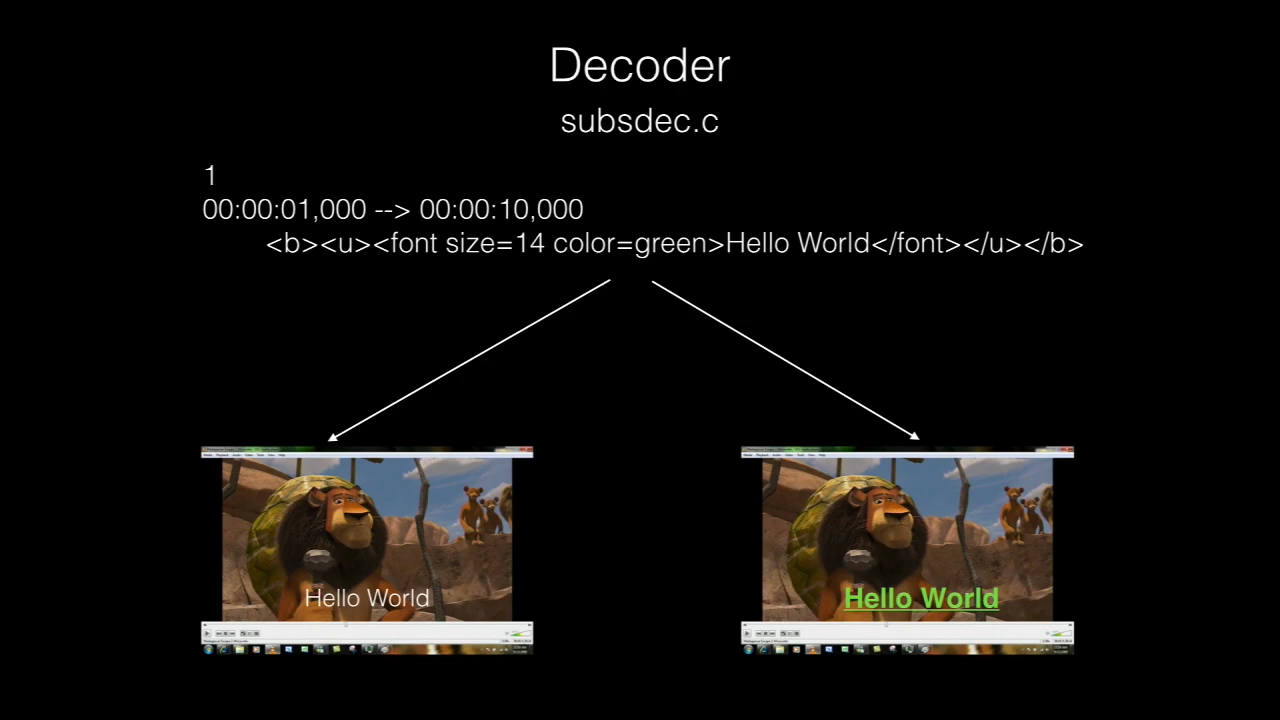 Decoder
subsdec.c
1
00:00:01,000 --> 00:00:10,000
<b><u><font size=14 color=green>Hello World</font></u></b>
Hello World
Hello World